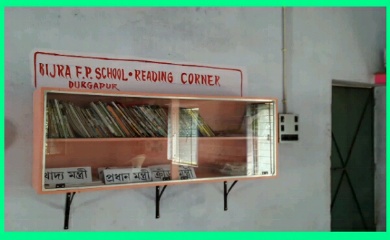 BIJRA F.P. SCHOOL • READING CORNER
DURGAPUR
খাদ্য মন্ত্রী প্রধান মন্ত্রী